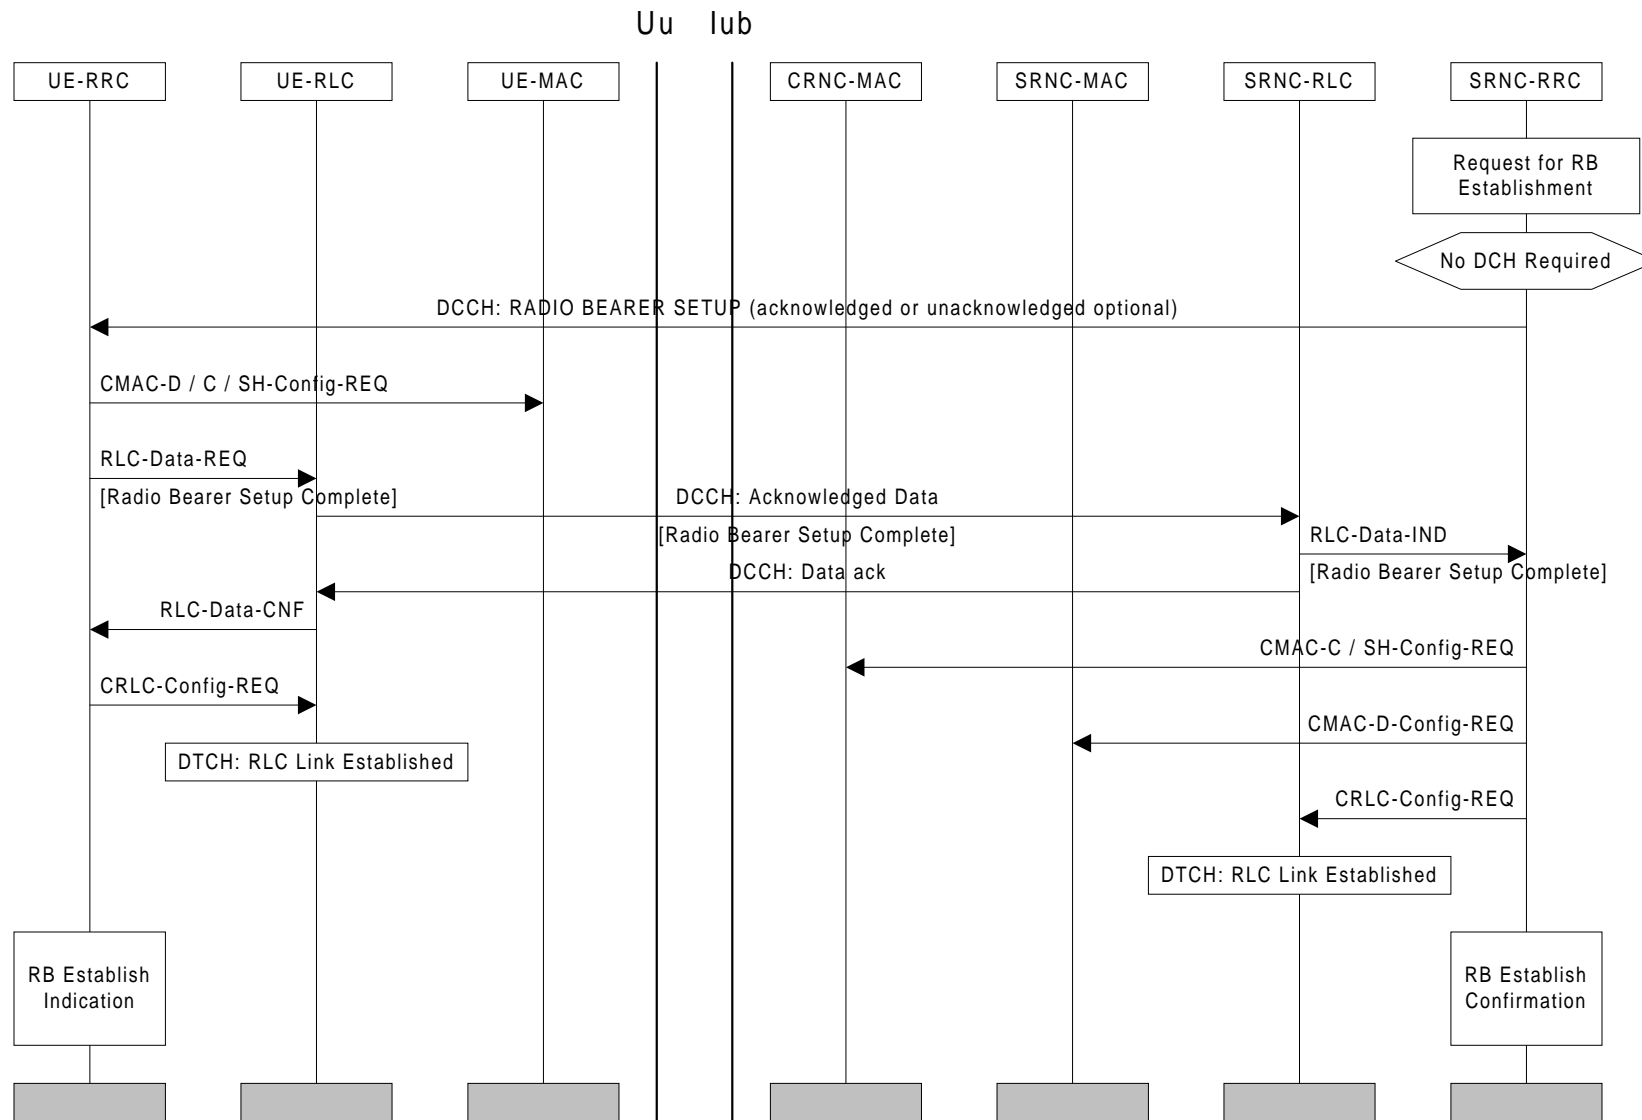 Uu Iub
UE-RRC UE-RLC UE-MAC CRNC-MAC SRNC-MAC SRNC-RLC SRNC-RRC
Request for RB
Establishment
No DCH Required
DCCH: RADIO BEARER SETUP (acknowledged or unacknowledged optional)
CMAC-D / C / SH-Config-REQ
RLC-Data-REQ
[Radio Bearer Setup Complete]
DCCH: Acknowledged Data
[Radio Bearer Setup Complete]
RLC-Data-IND
[Radio Bearer Setup Complete]
DCCH: Data ack
RLC-Data-CNF
CMAC-C / SH-Config-REQ
CRLC-Config-REQ
CMAC-D-Config-REQ
DTCH: RLC Link Established
CRLC-Config-REQ
DTCH: RLC Link Established
RB Establish
Indication
RB Establish
Confirmation